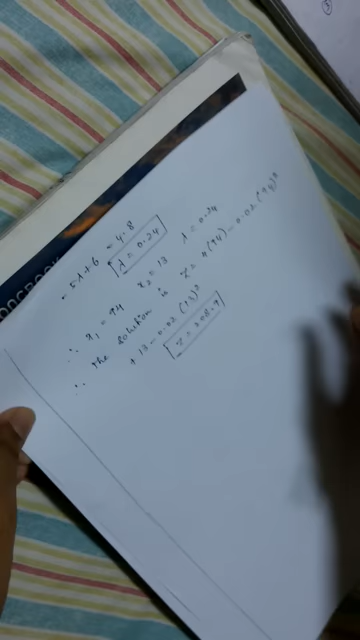 - 5λ + 6 = 4.8
λ = 0.24
∴ x₁ = 94 x₂ = 13 λ = 0.24
∴ The solution is Z = 4(94) - 0.02(94)²
+ 13 - 0.02(13)²
Z = 208.9